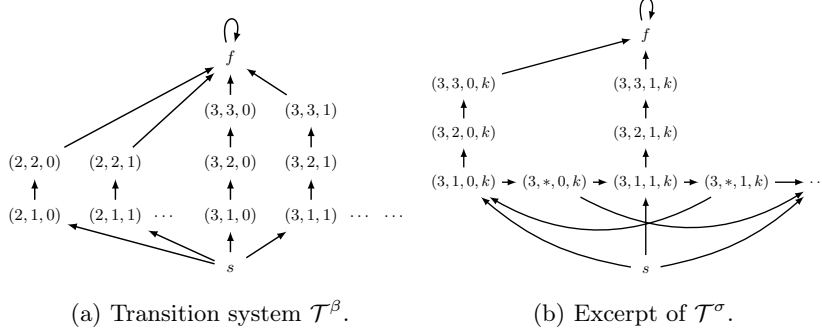 f
(3, 3, 0) (3, 3, 1)
(2, 2, 0) (2, 2, 1) (3, 2, 0) (3, 2, 1)
(2, 1, 0) (2, 1, 1) ··· (3, 1, 0) (3, 1, 1) ··· ···
s
(a) Transition system 𝒯^β.
f
(3, 3, 0, k) (3, 3, 1, k)
(3, 2, 0, k) (3, 2, 1, k)
(3, 1, 0, k) (3, *, 0, k) (3, 1, 1, k) (3, *, 1, k) ··
s
(b) Excerpt of 𝒯^σ.